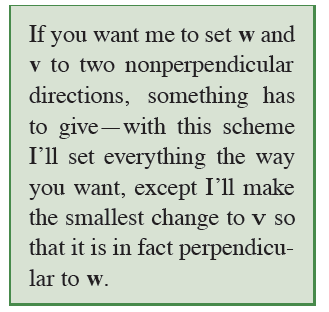 If you want me to set w and
v to two nonperpendicular
directions, something has
to give—with this scheme
I'll set everything the way
you want, except I'll make
the smallest change to v so
that it is in fact perpendicu-
lar to w.